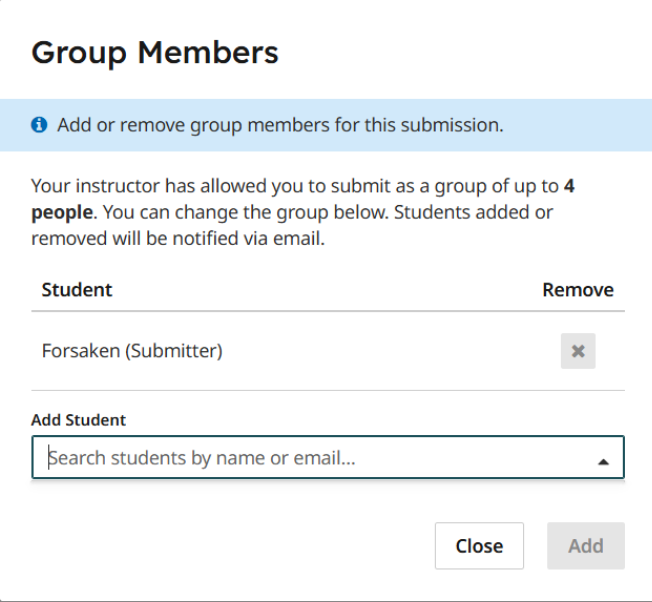 Group Members
Add or remove group members for this submission.
Your instructor has allowed you to submit as a group of up to 4
people. You can change the group below. Students added or
removed will be notified via email.
Student Remove
Forsaken (Submitter)
Add Student
Search students by name or email...
Close Add